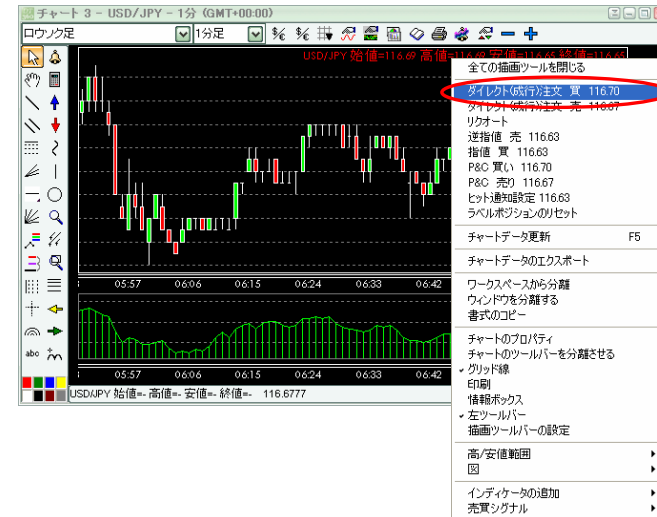 チャート 3 - USD/JPY - 1分 (GMT+00:00)
ロウソク足
1分足
USD/JPY 始値=116.69 高値=116.69 安値=116.65 終値=116.65
全ての描画ツールを閉じる
ダイレクト(成行)注文 買 116.70
ダイレクト(成行)注文 売 116.67
リクオート
逆指値 売 116.63
指値 買 116.63
P&C 買い 116.70
P&C 売り 116.67
ヒット通知設定 116.63
ラベルポジションのリセット
チャートデータ更新 F5
チャートデータのエクスポート
ワークスペースから分離
ウィンドウを分離する
書式のコピー
チャートのプロパティ
チャートのツールバーを分離させる
グリッド線
印刷
情報ボックス
左ツールバー
描画ツールバーの設定
高/安値範囲
図
インディケータの追加
売買シグナル
05:57 06:06 06:15 06:24 06:33 06:42
05:57 06:06 06:15 06:24 06:33 06:42
abc
USD/JPY 始値=- 高値=- 安値=- 終値=- 116.6777